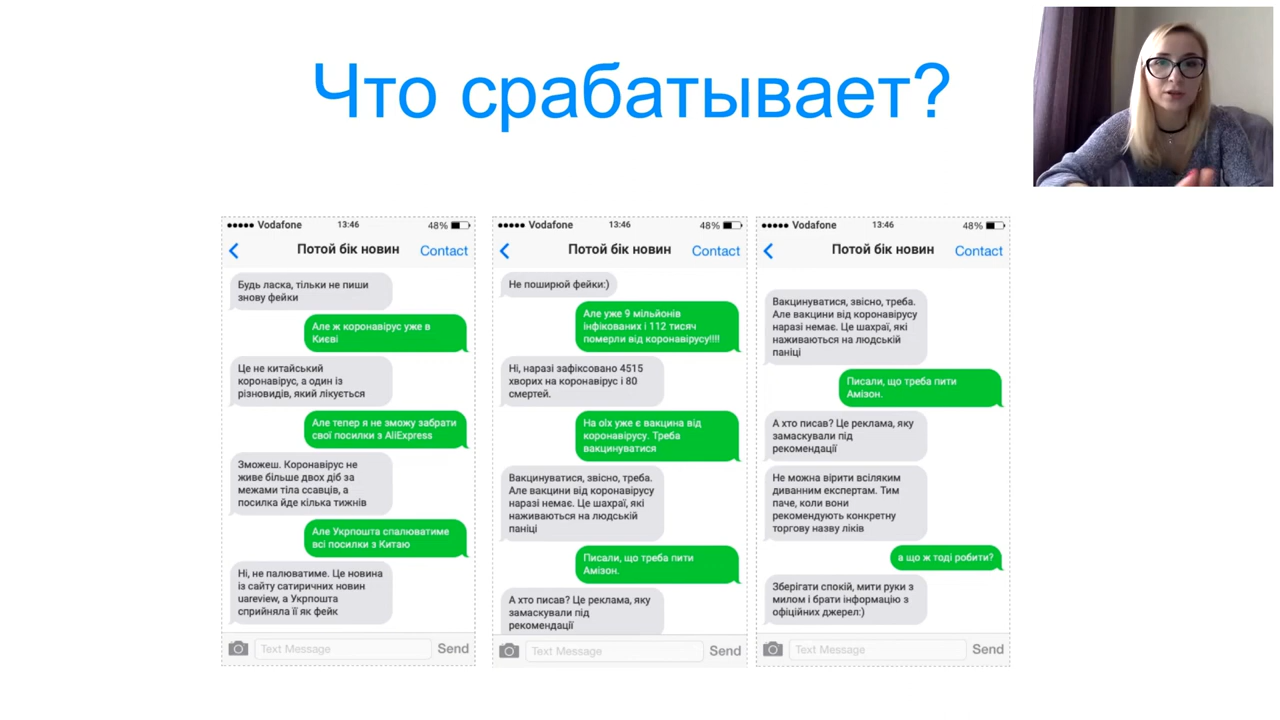 Что срабатывает?
Vodafone
13:46
48%
Потой бік новин
Contact
Будь ласка, тільки не пиши
знову фейки
Але ж коронавірус уже в
Києві
Це не китайський
коронавірус, а один із
різновидів, який лікується
Але тепер я не зможу забрати
свої посилки з AliExpress
Зможеш. Коронавірус не
живе більше двох діб за
межами тіла ссавців, а
посилка йде кілька тижнів
Але Укрпошта спалюватиме
всі посилки з Китаю
Ні, не палюватиме. Це новина
із сайту сатиричних новин
uareview, а Укрпошта
сприйняла її як фейк
Text Message
Send
Vodafone
13:46
48%
Потой бік новин
Contact
Не поширюй фейки:)
Але уже 9 мільйонів
інфікованих і 112 тисяч
померли від коронавірусу!!!!
Ні, наразі зафіксовано 4515
хворих на коронавірус і 80
смертей.
На оіх уже є вакцина від
коронавірусу. Треба
вакцинуватися
Вакцинуватися, звісно, треба.
Але вакцини від коронавірусу
наразі немає. Це шахраї, які
наживаються на людській
паніці
Писали, що треба пити
Амізон.
А хто писав? Це реклама, яку
замаскували під
рекомендації
Text Message
Send
Vodafone
13:46
48%
Потой бік новин
Contact
Вакцинуватися, звісно, треба.
Але вакцини від коронавірусу
наразі немає. Це шахраї, які
наживаються на людській
паніці
Писали, що треба пити
Амізон.
А хто писав? Це реклама, яку
замаскували під
рекомендації
Не можна вірити всіляким
диванним експертам. Тим
паче, коли вони
рекомендують конкретну
торгову назву ліків
а що ж тоді робити?
Зберігати спокій, мити руки з
милом і брати інформацію з
офіційних джерел:)
Text Message
Send